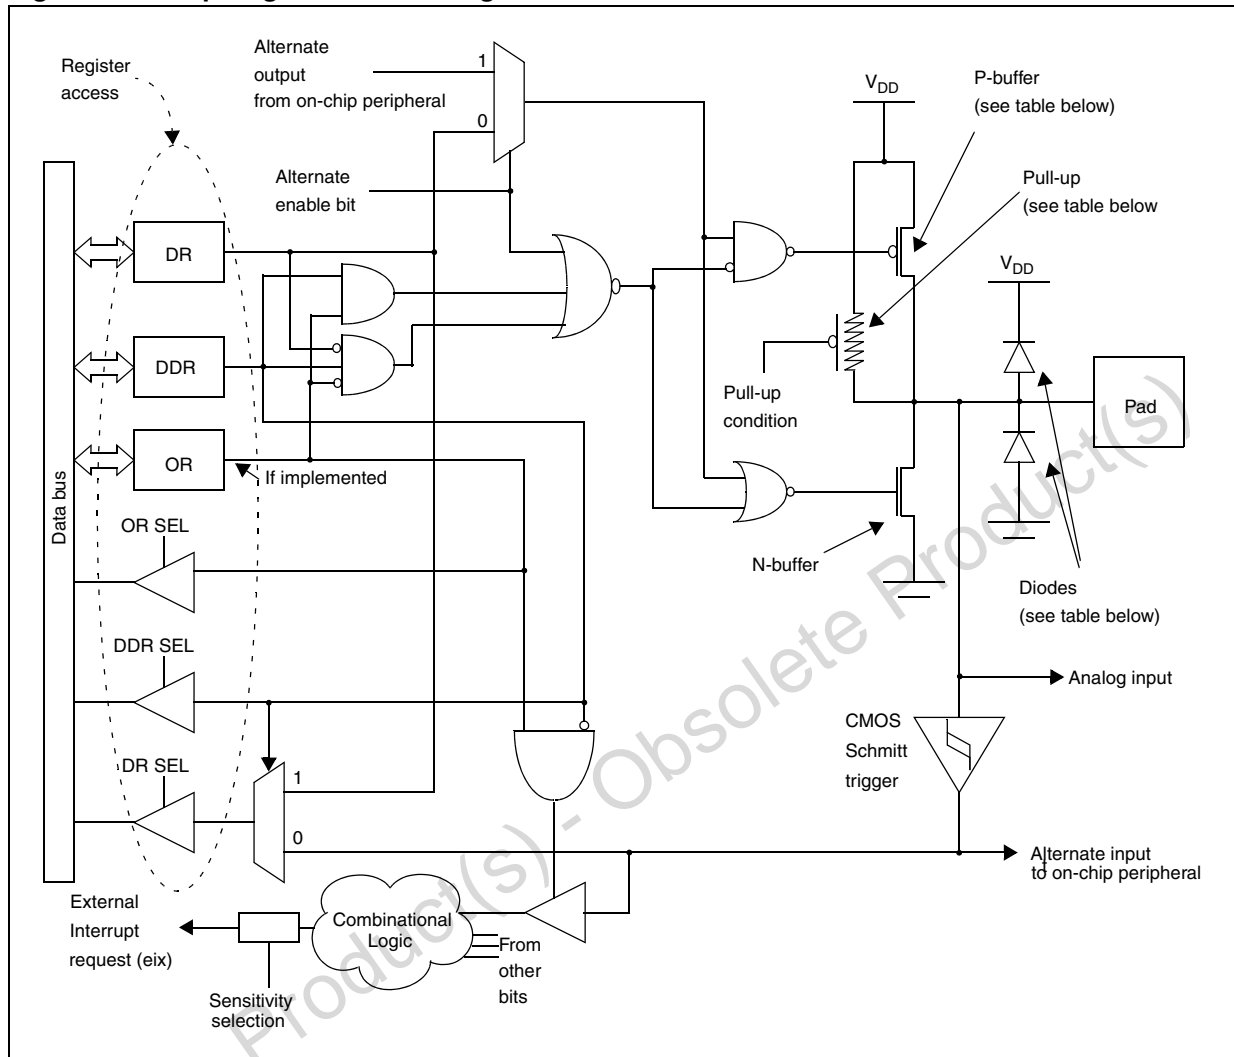 Alternate
output
from on-chip peripheral
1
0
Register
access
VDD
P-buffer
(see table below)
Pull-up
(see table below
Alternate
enable bit
DR
VDD
DDR
Pull-up
condition
Pad
OR
If implemented
Data bus
OR SEL
N-buffer
Diodes
(see table below)
DDR SEL
Analog input
CMOS
Schmitt
trigger
DR SEL
1
0
Alternate input
to on-chip peripheral
External
Interrupt
request (eix)
Combinational
Logic
From
other
bits
Sensitivity
selection
Product(s) - Obsolete Product(s)